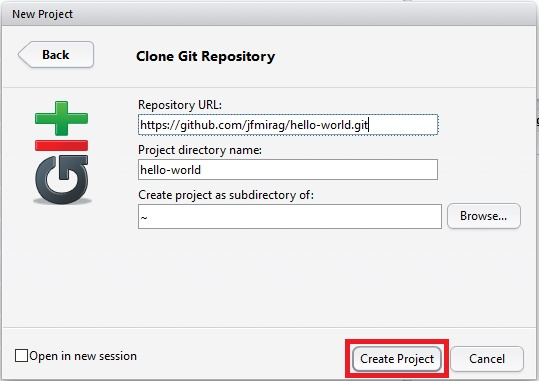 New Project
Back
Clone Git Repository
git
Repository URL:
https://github.com/jfmirag/hello-world.git
Project directory name:
hello-world
Create project as subdirectory of:
~
Browse...
Open in new session
Create Project
Cancel